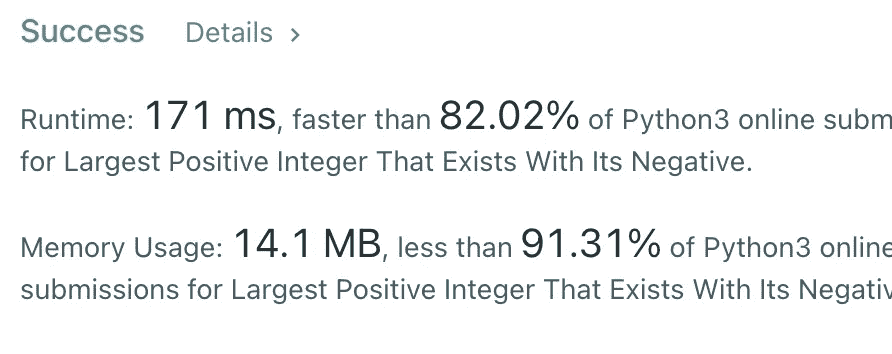 Success Details >
Runtime: 171 ms, faster than 82.02% of Python3 online subm
for Largest Positive Integer That Exists With Its Negative.
Memory Usage: 14.1 MB, less than 91.31% of Python3 online
submissions for Largest Positive Integer That Exists With Its Negativ